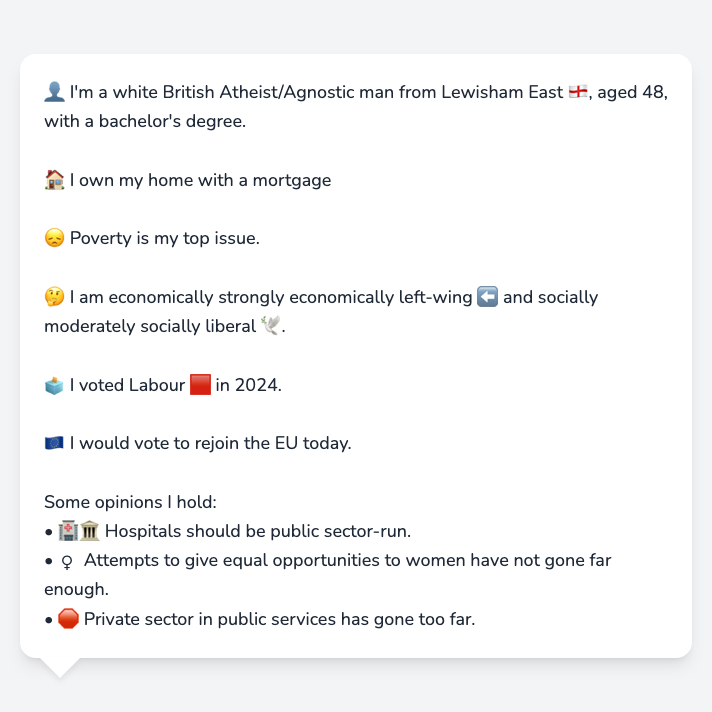 👤 I'm a white British Atheist/Agnostic man from Lewisham East 🏴󠁧󠁢󠁥󠁮󠁧󠁿, aged 48,
with a bachelor's degree.
🏠 I own my home with a mortgage
😞 Poverty is my top issue.
🤔 I am economically strongly economically left-wing ⬅️ and socially
moderately socially liberal 🕊️.
🗳️ I voted Labour 🟥 in 2024.
🇪🇺 I would vote to rejoin the EU today.
Some opinions I hold:
• 🏥🏛️ Hospitals should be public sector-run.
• ♀ Attempts to give equal opportunities to women have not gone far
enough.
• 🛑 Private sector in public services has gone too far.